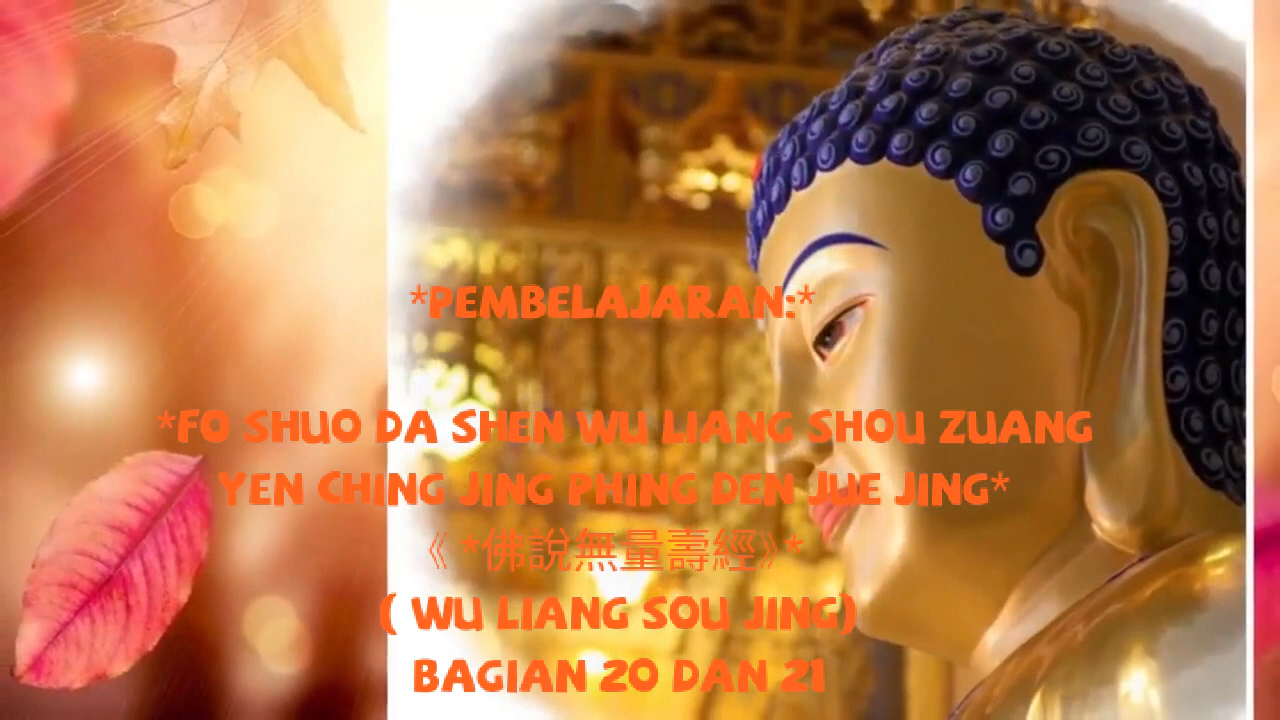 *PEMBELAJARAN:*
*FO SHUO DA SHEN WU LIANG SHOU ZUANG
YEN CHING JING PHING DEN JUE JING*
《 *佛說無量壽經》*
( WU LIANG SOU JING)
BAGIAN 20 DAN 21